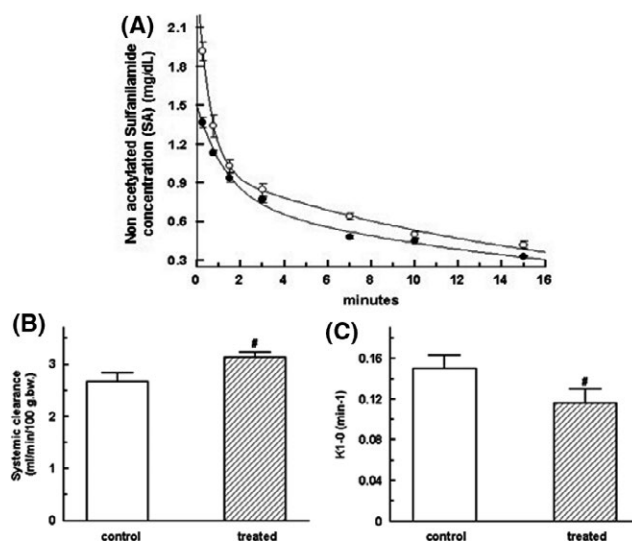 (A)
Non acetylated Sulfanilamide
concentration (SA) (mg/dL)
2.1
1.8
1.5
1.2
0.9
0.6
0.3
0 2 4 6 8 10 12 14 16
minutes
(B)
Systemic clearance
(ml/min/100 g.bw.)
3
2
1
0
#
control treated
(C)
K1-0 (min-1)
0.16
0.12
0.08
0.04
0
#
control treated